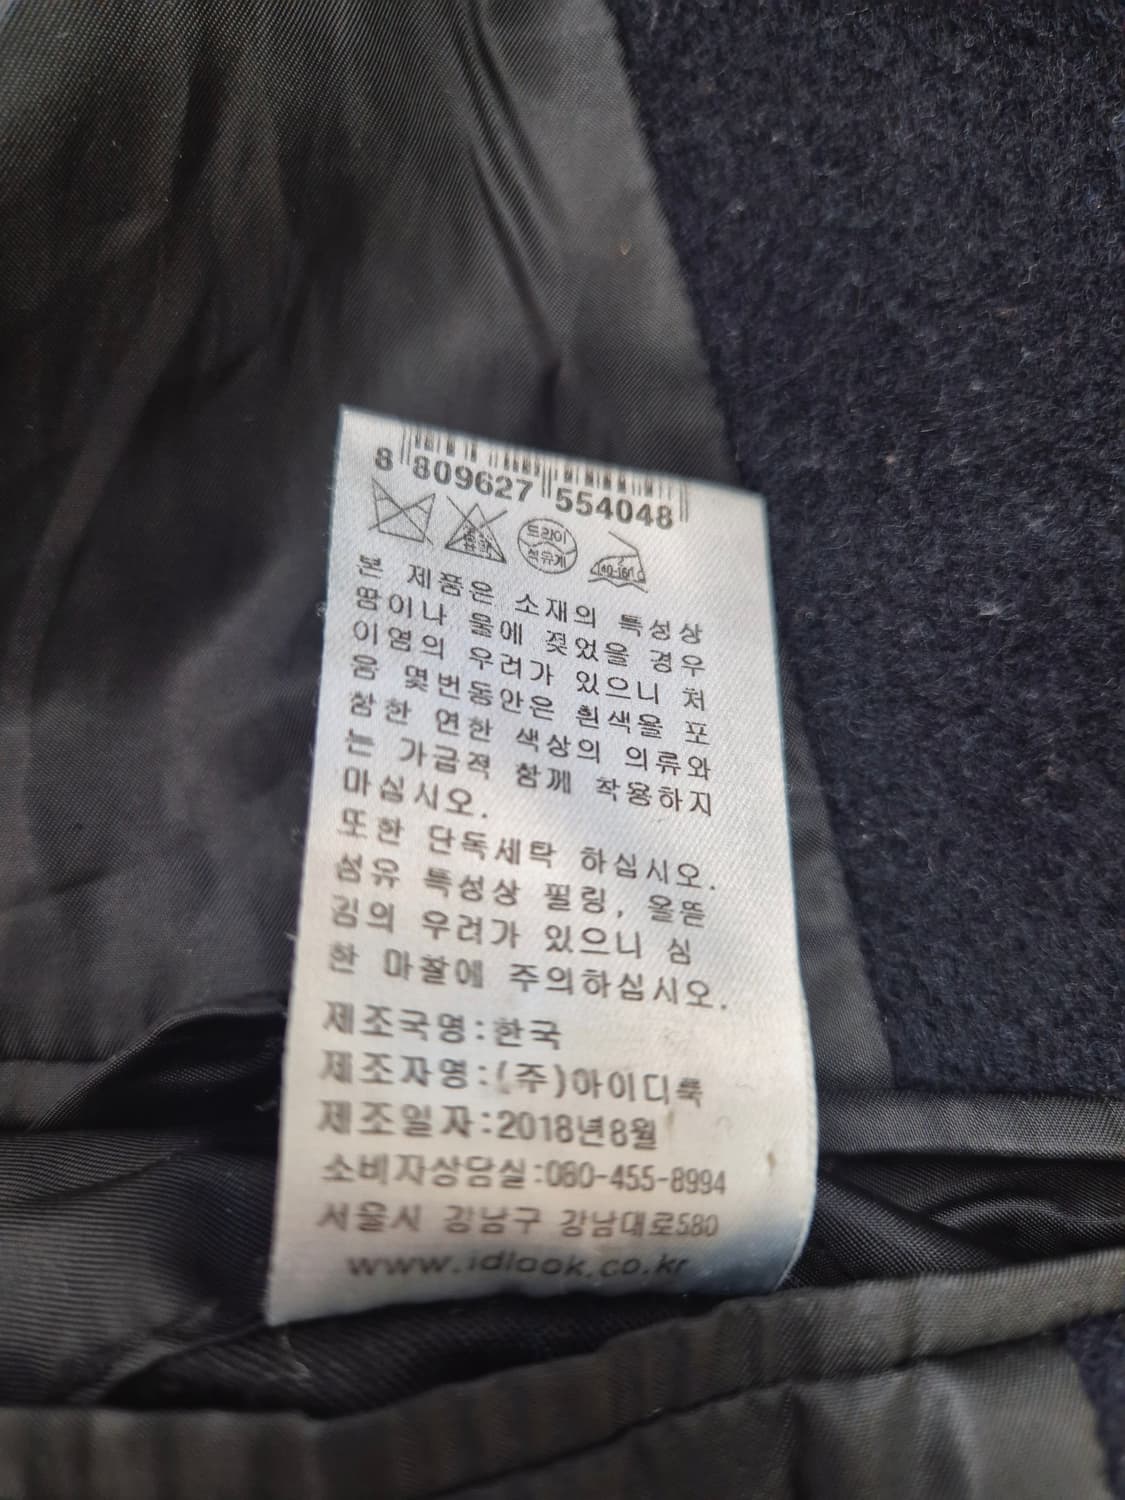 8 809627 554048
드라이
석유계
본 제품은 소재의 특성상
땀이나 물에 젖었을 경우
이염의 우려가 있으니 처
음 몇번동안은 흰색을 포
함한 연한 색상의 의류와
는 가급적 함께 착용하지
마십시오.
또한 단독세탁 하십시오.
섬유 특성상 필링, 올뜯
김의 우려가 있으니 심
한 마찰에 주의하십시오.
제조국명:한국
제조자명:(주)아이디룩
제조일자:2018년8월
소비자상담실:080-455-8994
서울시 강남구 강남대로580
www.idlook.co.kr